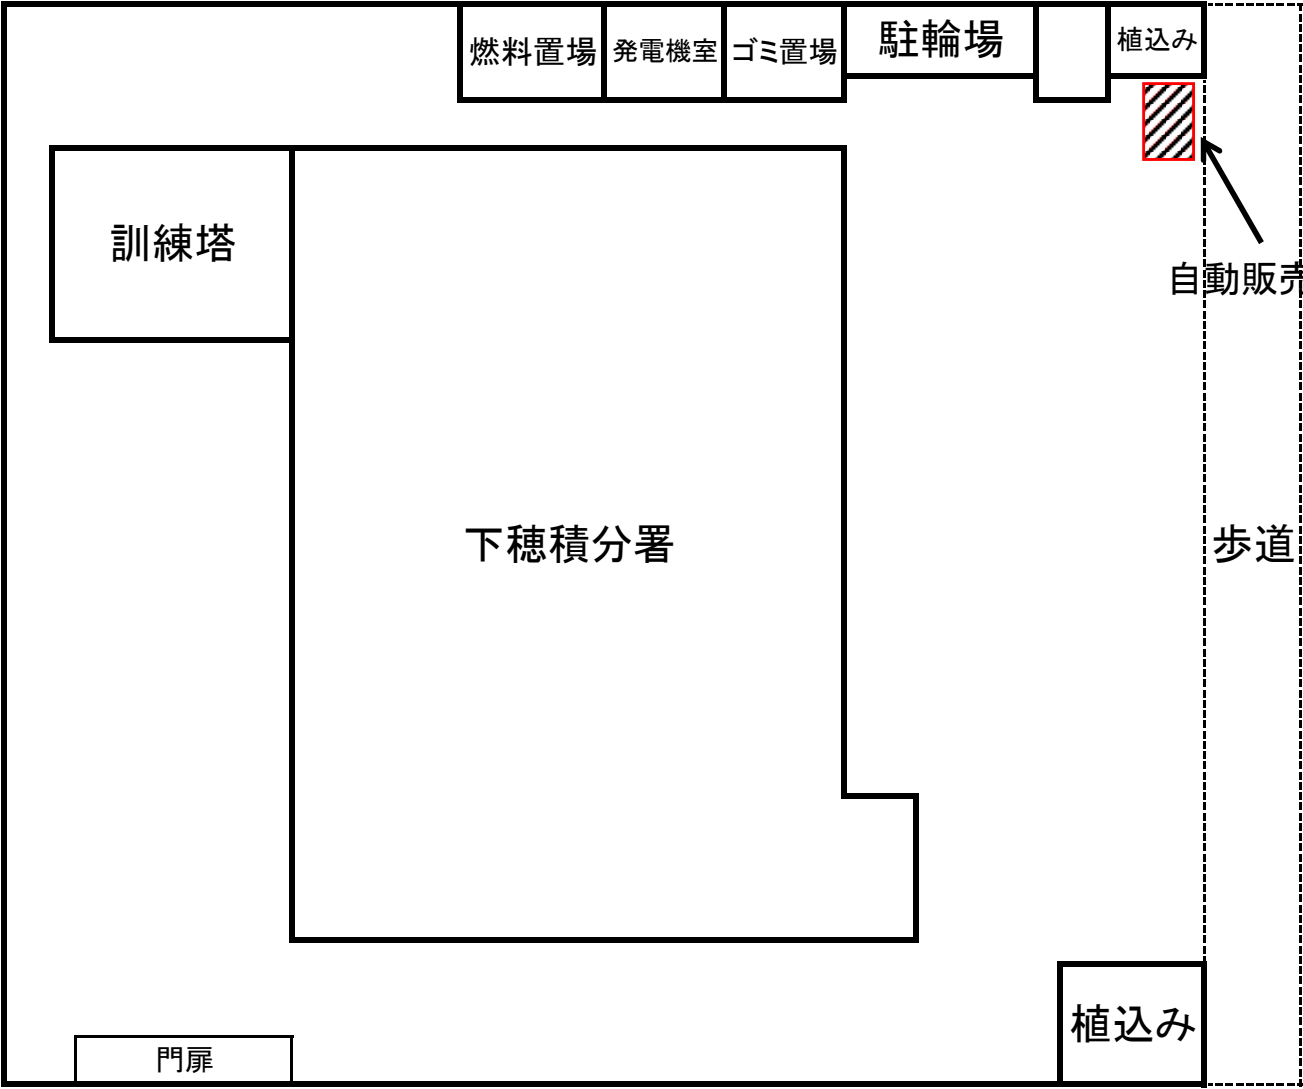 燃料置場
発電機室
ゴミ置場
駐輪場
植込み
訓練塔
自動販売
下穂積分署
歩道
植込み
門扉